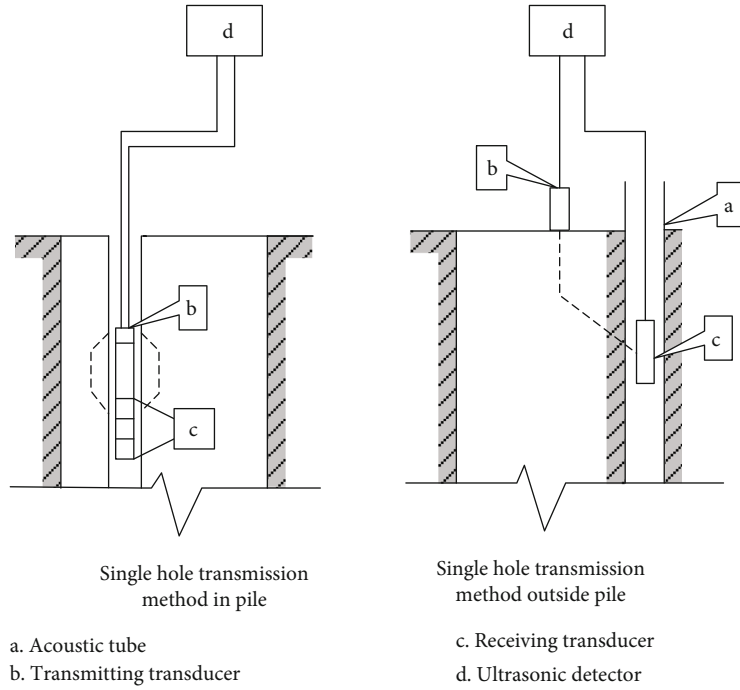 d
d
b
a
b
c
c
Single hole transmission
method in pile
Single hole transmission
method outside pile
a. Acoustic tube
b. Transmitting transducer
c. Receiving transducer
d. Ultrasonic detector